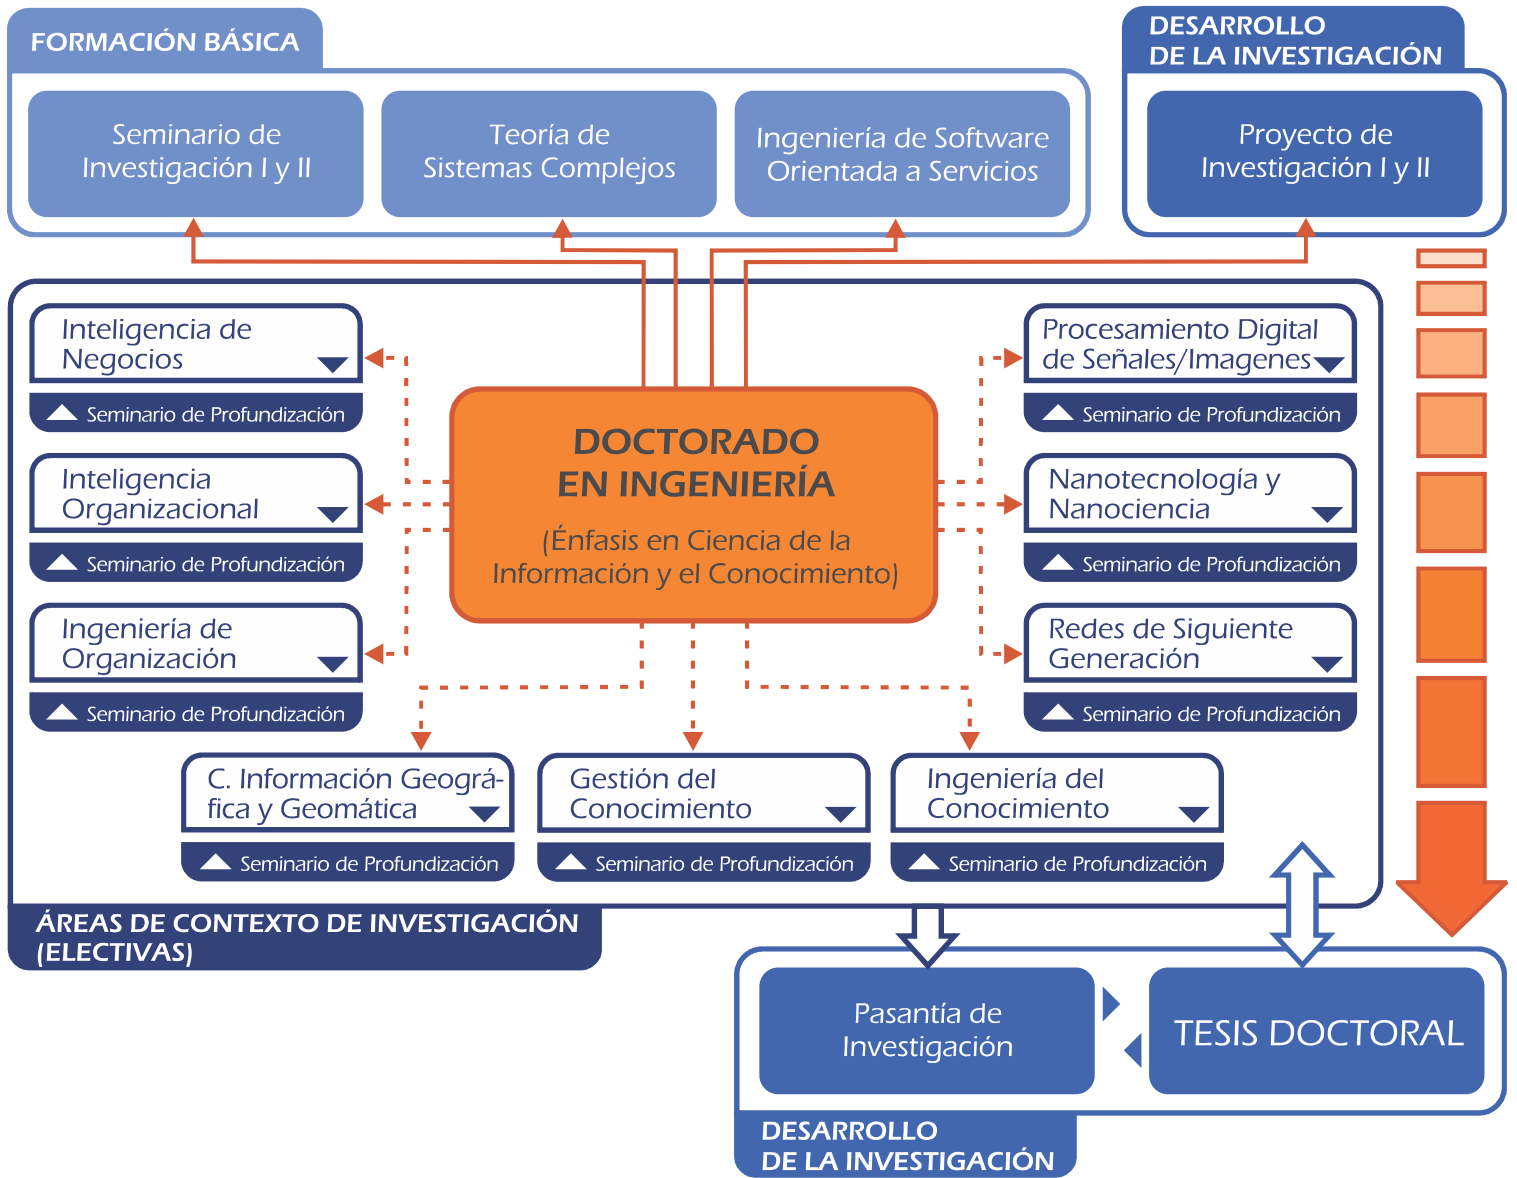 FORMACIÓN BÁSICA
Seminario de
Investigación I y II
Teoría de
Sistemas Complejos
Ingeniería de Software
Orientada a Servicios
DESARROLLO
DE LA INVESTIGACIÓN
Proyecto de
Investigación I y II
Inteligencia de
Negocios
Seminario de Profundización
Inteligencia
Organizacional
Seminario de Profundización
Ingeniería de
Organización
Seminario de Profundización
DOCTORADO
EN INGENIERÍA
(Énfasis en Ciencia de la
Información y el Conocimiento)
Procesamiento Digital
de Señales/Imagenes
Seminario de Profundización
Nanotecnología y
Nanociencia
Seminario de Profundización
Redes de Siguiente
Generación
Seminario de Profundización
C. Información Geográ-
fica y Geomática
Seminario de Profundización
Gestión del
Conocimiento
Seminario de Profundización
Ingeniería del
Conocimiento
Seminario de Profundización
ÁREAS DE CONTEXTO DE INVESTIGACIÓN
(ELECTIVAS)
Pasantía de
Investigación
TESIS DOCTORAL
DESARROLLO
DE LA INVESTIGACIÓN